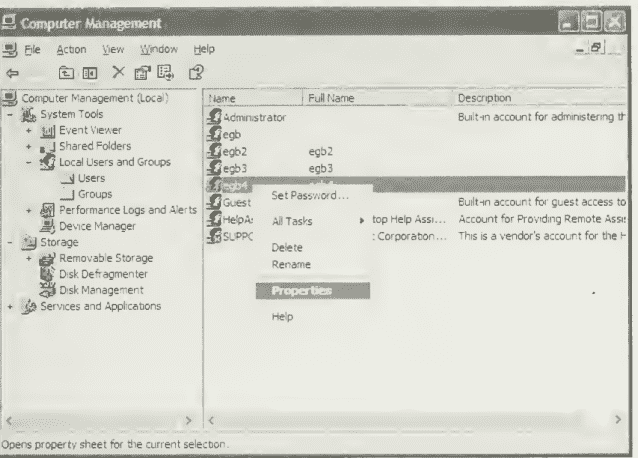 Computer Management
File Action View Window Help
Computer Management (Local)
System Tools
Event Viewer
Shared Folders
Local Users and Groups
Users
Groups
Performance Logs and Alerts
Device Manager
Storage
Removable Storage
Disk Defragmenter
Disk Management
Services and Applications
Name Full Name Description
Administrator Built-in account for administering th
egb
egb2 egb2
egb3 egb3
egb4
Guest Built-in account for guest access to
HelpAs top Help Assi... Account for Providing Remote Assis
SUPPO : Corporation... This is a vendor's account for the H
Set Password...
All Tasks
Delete
Rename
Properties
Help
Opens property sheet for the current selection.